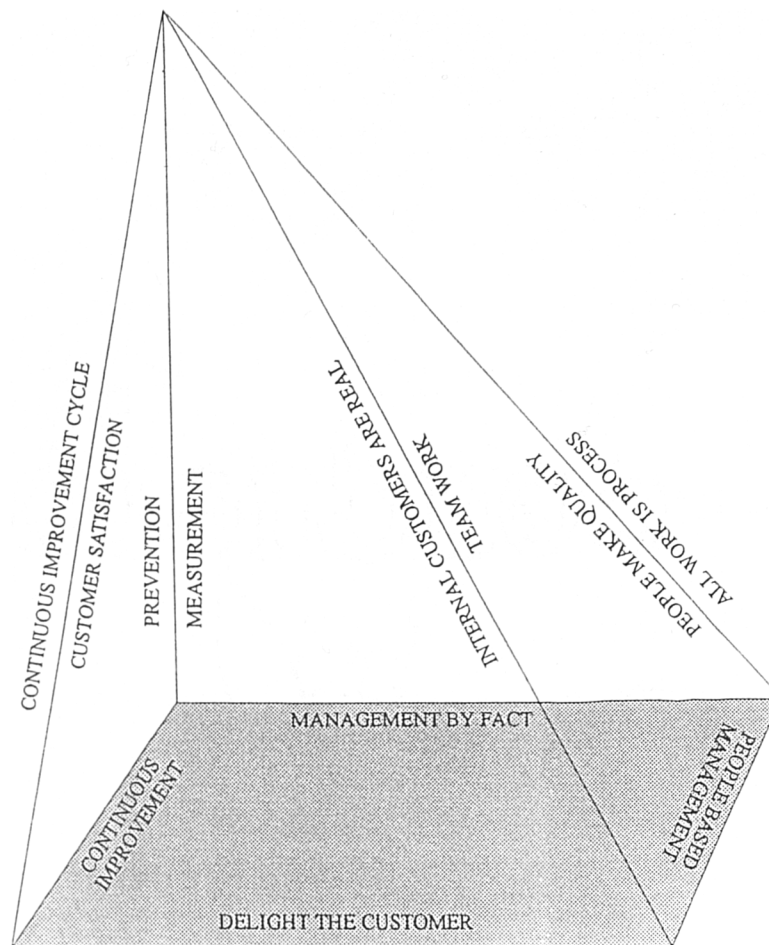 CONTINUOUS IMPROVEMENT CYCLE
CUSTOMER SATISFACTION
PREVENTION
MEASUREMENT
INTERNAL CUSTOMERS ARE REAL
TEAM WORK
PEOPLE MAKE QUALITY
ALL WORK IS PROCESS
MANAGEMENT BY FACT
CONTINUOUS
IMPROVEMENT
PEOPLE BASED
MANAGEMENT
DELIGHT THE CUSTOMER